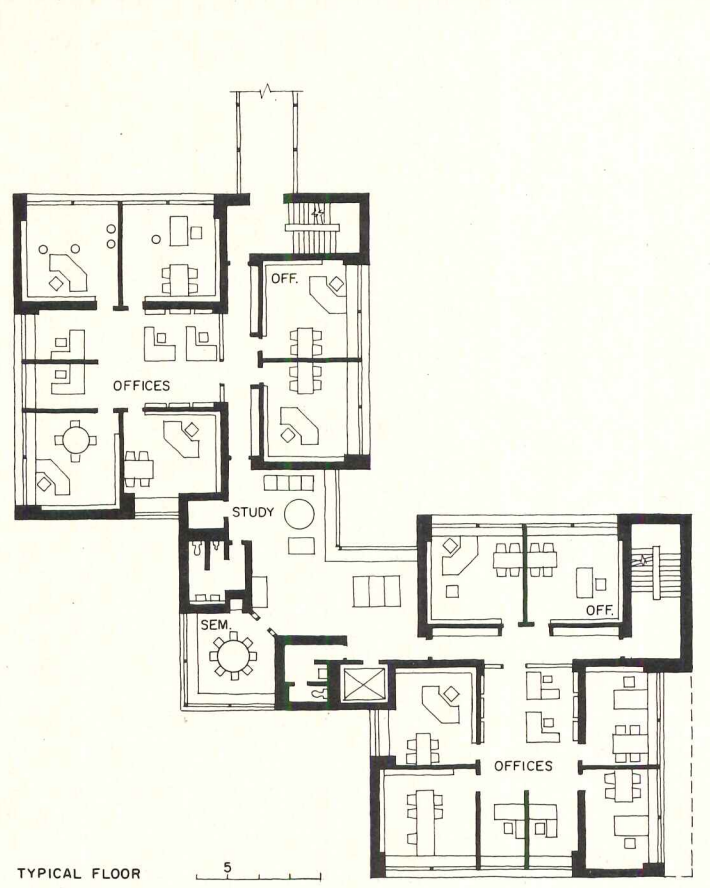 OFF.
OFFICES
STUDY
OFF.
SEM.
OFFICES
TYPICAL FLOOR
5